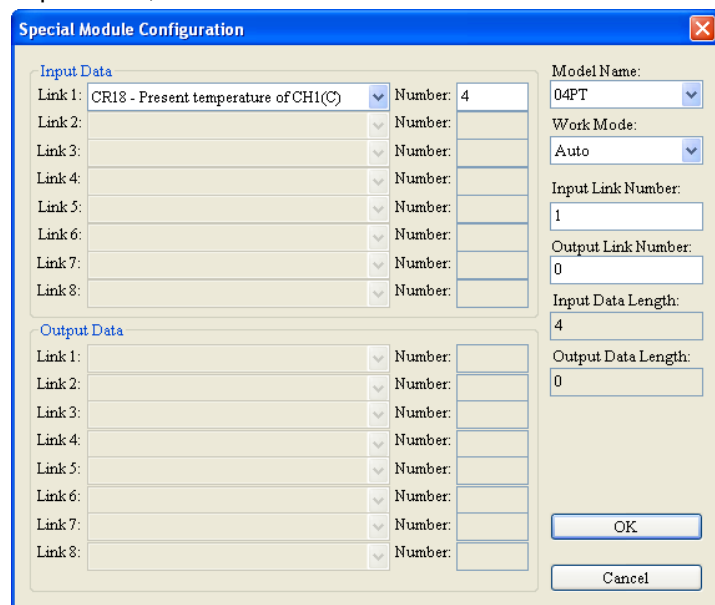 Special Module Configuration
Input Data
Link 1: CR18 - Present temperature of CH1(C) Number: 4
Link 2: Number:
Link 3: Number:
Link 4: Number:
Link 5: Number:
Link 6: Number:
Link 7: Number:
Link 8: Number:
Output Data
Link 1: Number:
Link 2: Number:
Link 3: Number:
Link 4: Number:
Link 5: Number:
Link 6: Number:
Link 7: Number:
Link 8: Number:
Model Name:
04PT
Work Mode:
Auto
Input Link Number:
1
Output Link Number:
0
Input Data Length:
4
Output Data Length:
0
OK
Cancel